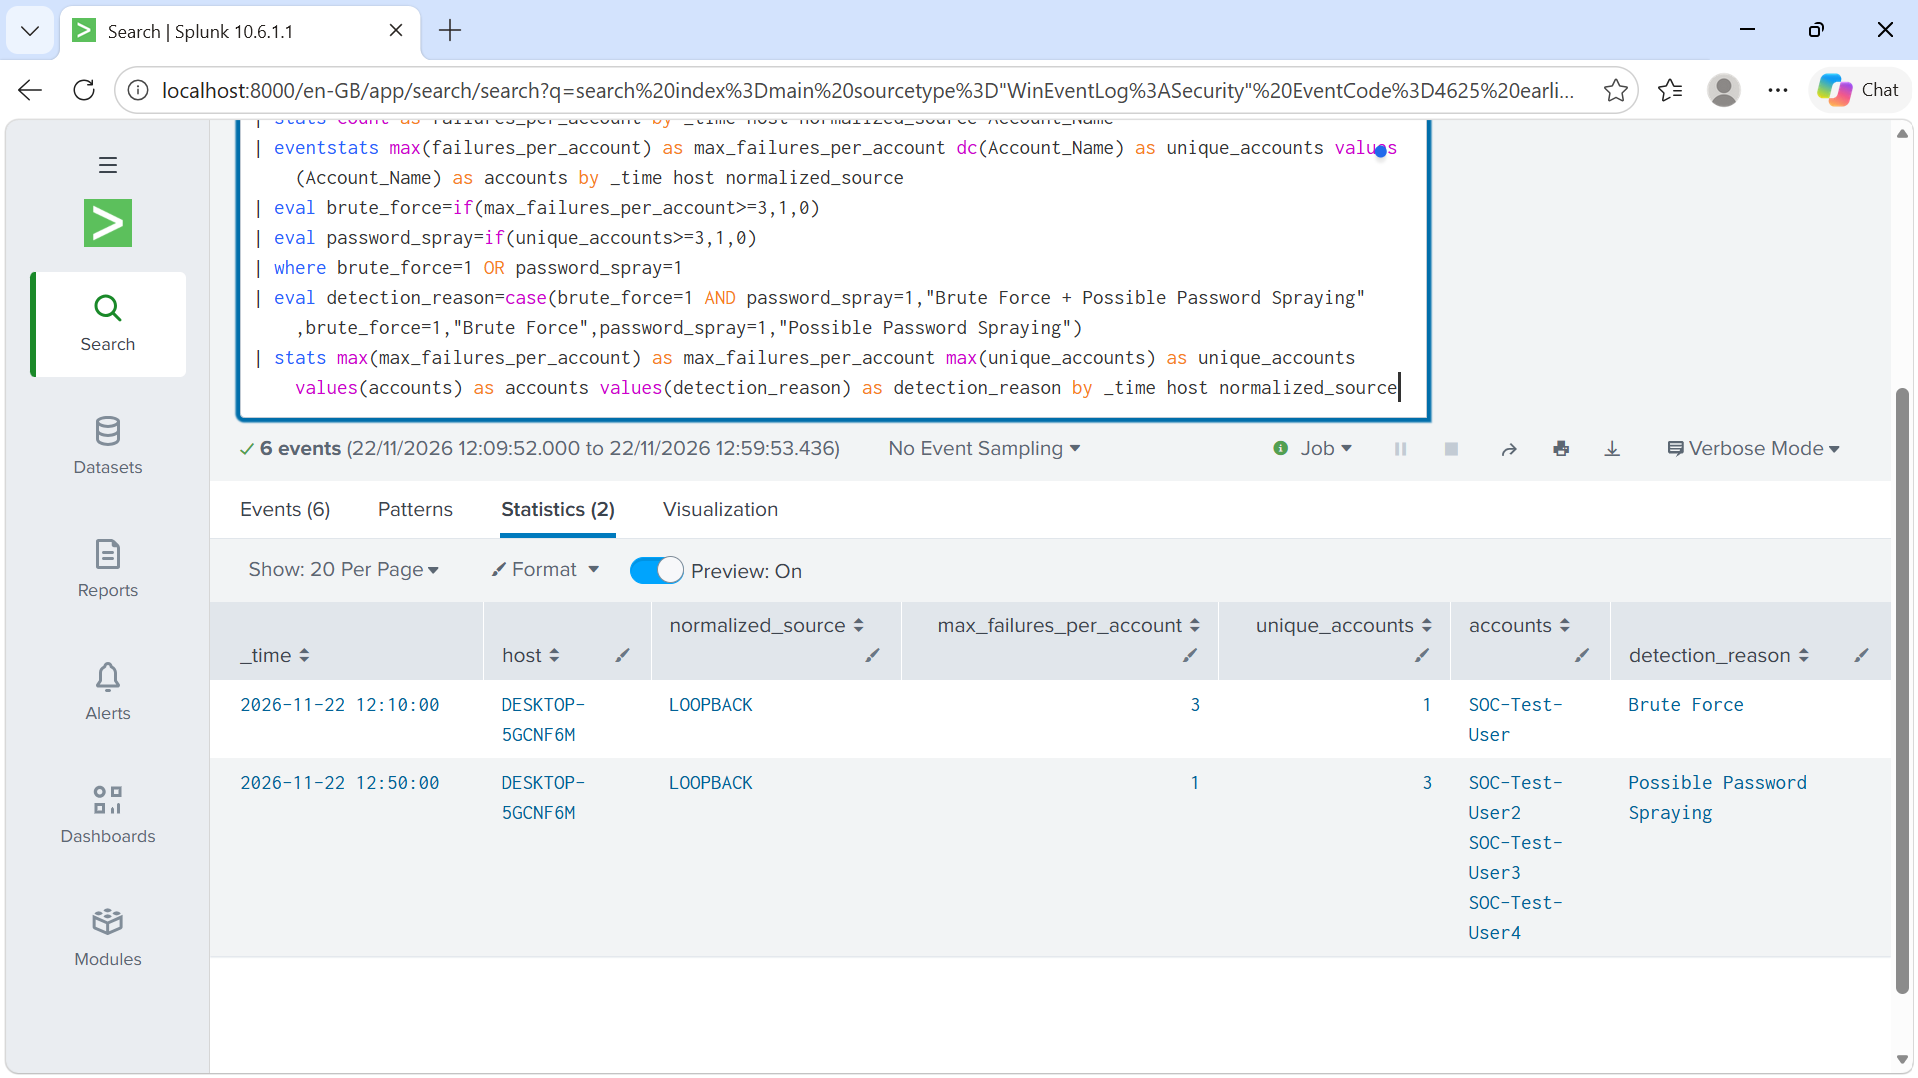 Search | Splunk 10.6.1.1
localhost:8000/en-GB/app/search/search?q=search%20index%3Dmain%20sourcetype%3D"WinEventLog%3ASecurity"%20EventCode%3D4625%20earli...
Chat
| stats count as failures_per_account by _time host normalized_source Account_Name
| eventstats max(failures_per_account) as max_failures_per_account dc(Account_Name) as unique_accounts values
(Account_Name) as accounts by _time host normalized_source
| eval brute_force=if(max_failures_per_account>=3,1,0)
| eval password_spray=if(unique_accounts>=3,1,0)
| where brute_force=1 OR password_spray=1
| eval detection_reason=case(brute_force=1 AND password_spray=1,"Brute Force + Possible Password Spraying"
,brute_force=1,"Brute Force",password_spray=1,"Possible Password Spraying")
| stats max(max_failures_per_account) as max_failures_per_account max(unique_accounts) as unique_accounts
values(accounts) as accounts values(detection_reason) as detection_reason by _time host normalized_source
Search
Datasets
Reports
Alerts
Dashboards
Modules
6 events (22/11/2026 12:09:52.000 to 22/11/2026 12:59:53.436)
No Event Sampling
Job
Verbose Mode
Events (6)
Patterns
Statistics (2)
Visualization
Show: 20 Per Page
Format
Preview: On
_time
host
normalized_source
max_failures_per_account
unique_accounts
accounts
detection_reason
2026-11-22 12:10:00
DESKTOP-
5GCNF6M
LOOPBACK
3
1
SOC-Test-
User
Brute Force
2026-11-22 12:50:00
DESKTOP-
5GCNF6M
LOOPBACK
1
3
SOC-Test-
User2
SOC-Test-
User3
SOC-Test-
User4
Possible Password
Spraying